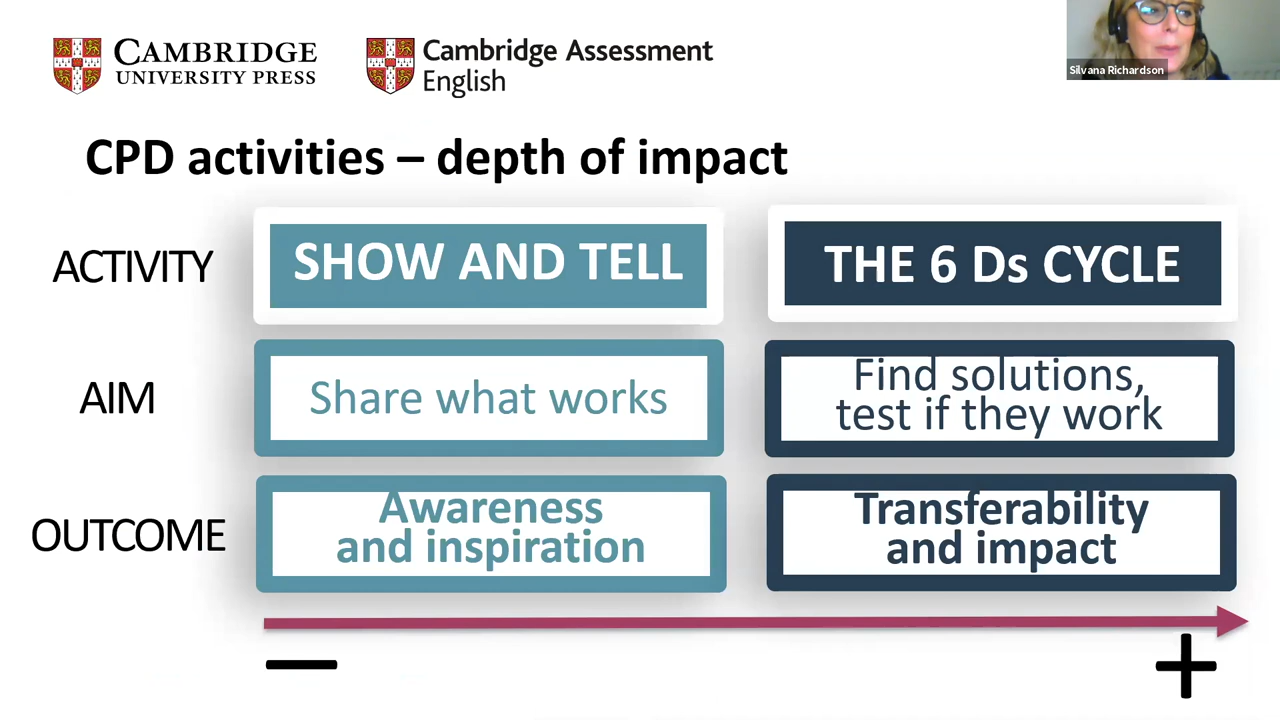 CAMBRIDGE
UNIVERSITY PRESS
Cambridge Assessment
English
Silvana Richardson
CPD activities – depth of impact
ACTIVITY
SHOW AND TELL
THE 6 Ds CYCLE
AIM
Share what works
Find solutions,
test if they work
OUTCOME
Awareness
and inspiration
Transferability
and impact